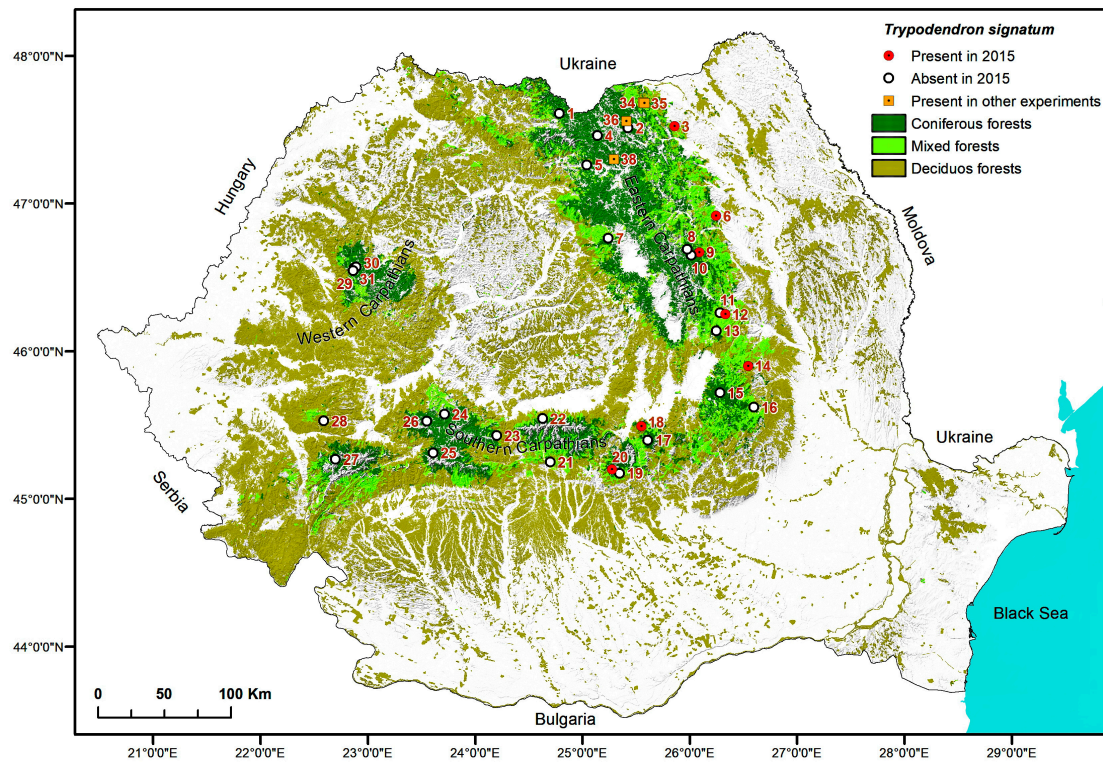 48°0'0"N
47°0'0"N
46°0'0"N
45°0'0"N
44°0'0"N
Ukraine
Trypodendron signatum
Present in 2015
Absent in 2015
Present in other experiments
Coniferous forests
Mixed forests
Deciduos forests
Hungary
Moldova
Eastern Carpathians
Western Carpathians
Southern Carpathians
Serbia
Ukraine
Black Sea
Bulgaria
1
34
35
36
2
3
4
5
38
6
7
8
9
10
30
29
31
11
12
13
14
15
16
28
26
24
22
18
23
17
25
21
20
19
27
0 50 100 Km
21°0'0"E 22°0'0"E 23°0'0"E 24°0'0"E 25°0'0"E 26°0'0"E 27°0'0"E 28°0'0"E 29°0'0"E